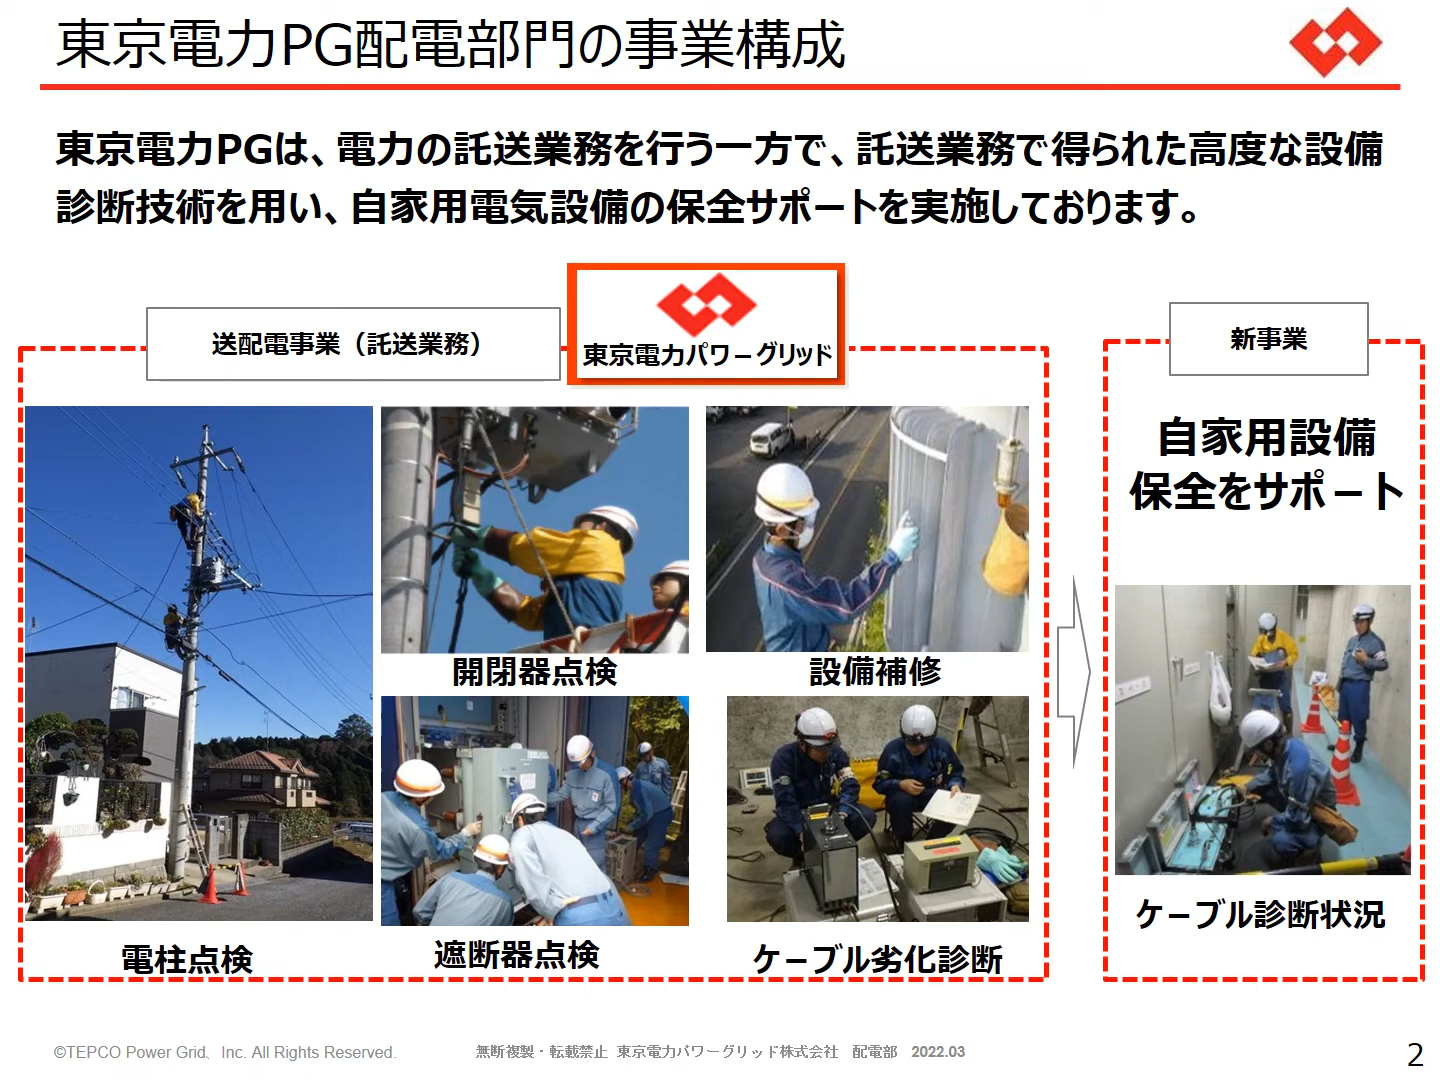 東京電力PG配電部門の事業構成
東京電力PGは、電力の託送業務を行う一方で、託送業務で得られた高度な設備
診断技術を用い、自家用電気設備の保全サポートを実施しております。
送配電事業（託送業務）
東京電力パワーグリッド
新事業
自家用設備
保全をサポート
開閉器点検
設備補修
電柱点検
遮断器点検
ケーブル劣化診断
ケーブル診断状況
©TEPCO Power Grid、Inc. All Rights Reserved.
無断複製・転載禁止 東京電力パワーグリッド株式会社 配電部 2022.03
2